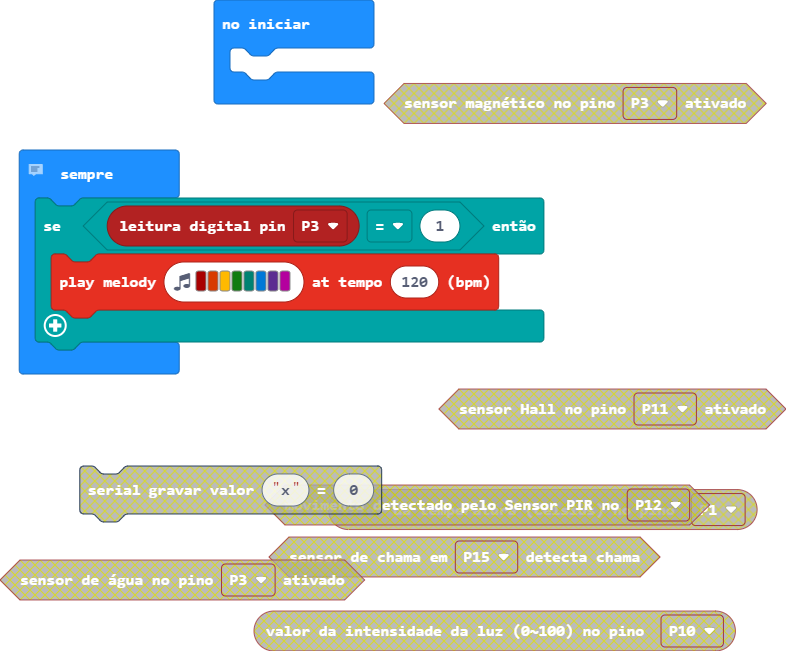 no iniciar
sensor magnético no pino P3 ativado
sempre
se leitura digital pin P3 = 1 então
play melody at tempo 120 (bpm)
sensor Hall no pino P11 ativado
serial gravar valor "x" = 0
detectado pelo Sensor PIR no P12
sensor de chama em P15 detecta chama
sensor de água no pino P3 ativado
valor da intensidade da luz (0~100) no pino P10